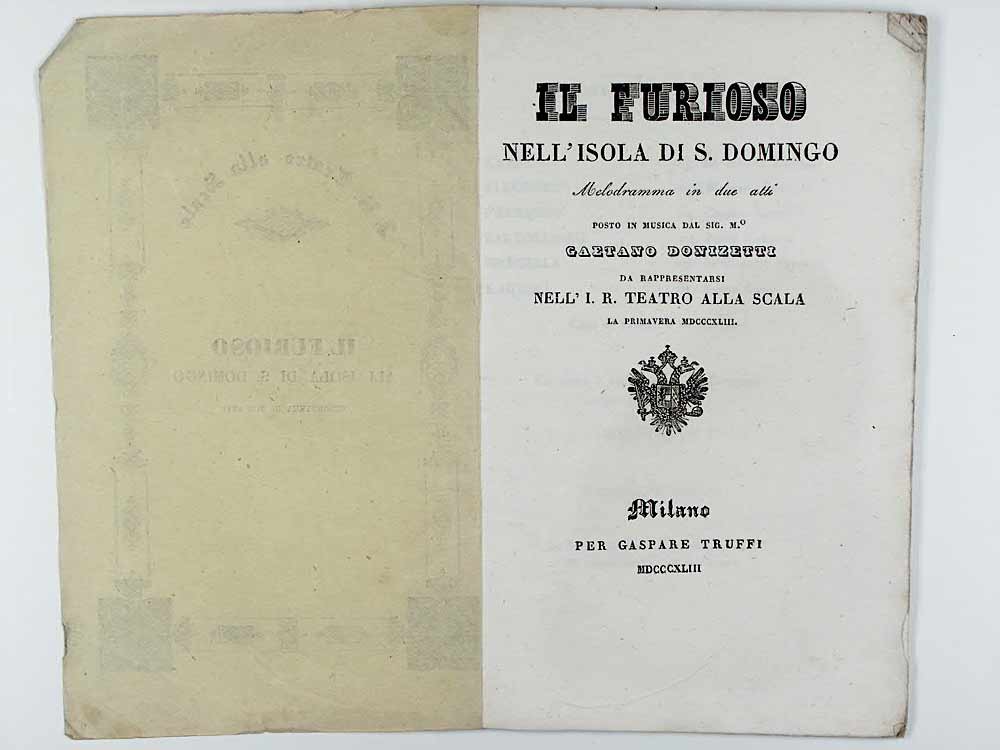 IL FURIOSO
NELL' ISOLA DI S. DOMINGO
Melodramma in due atti
POSTO IN MUSICA DAL SIG. M.º
GAETANO DONIZETTI
DA RAPPRESENTARSI
NELL' I. R. TEATRO ALLA SCALA
LA PRIMAVERA MDCCCXLIII.
Milano
PER GASPARE TRUFFI
MDCCCXLIII